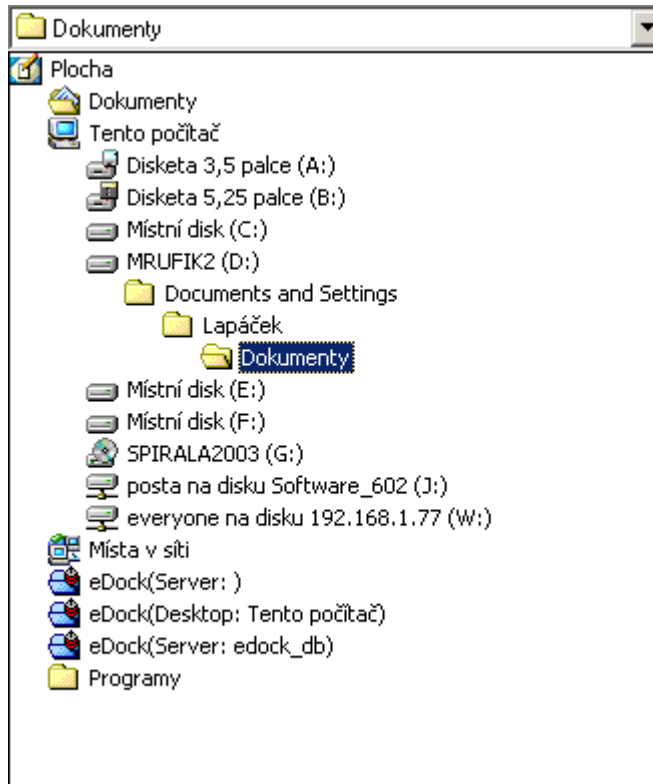 Dokumenty
Plocha
Dokumenty
Tento počítač
Disketa 3,5 palce (A:)
Disketa 5,25 palce (B:)
Místní disk (C:)
MRUFIK2 (D:)
Documents and Settings
Lapáček
Dokumenty
Místní disk (E:)
Místní disk (F:)
SPIRALA2003 (G:)
posta na disku Software_602 (J:)
everyone na disku 192.168.1.77 (W:)
Místa v síti
eDock(Server: )
eDock(Desktop: Tento počítač)
eDock(Server: edock_db)
Programy